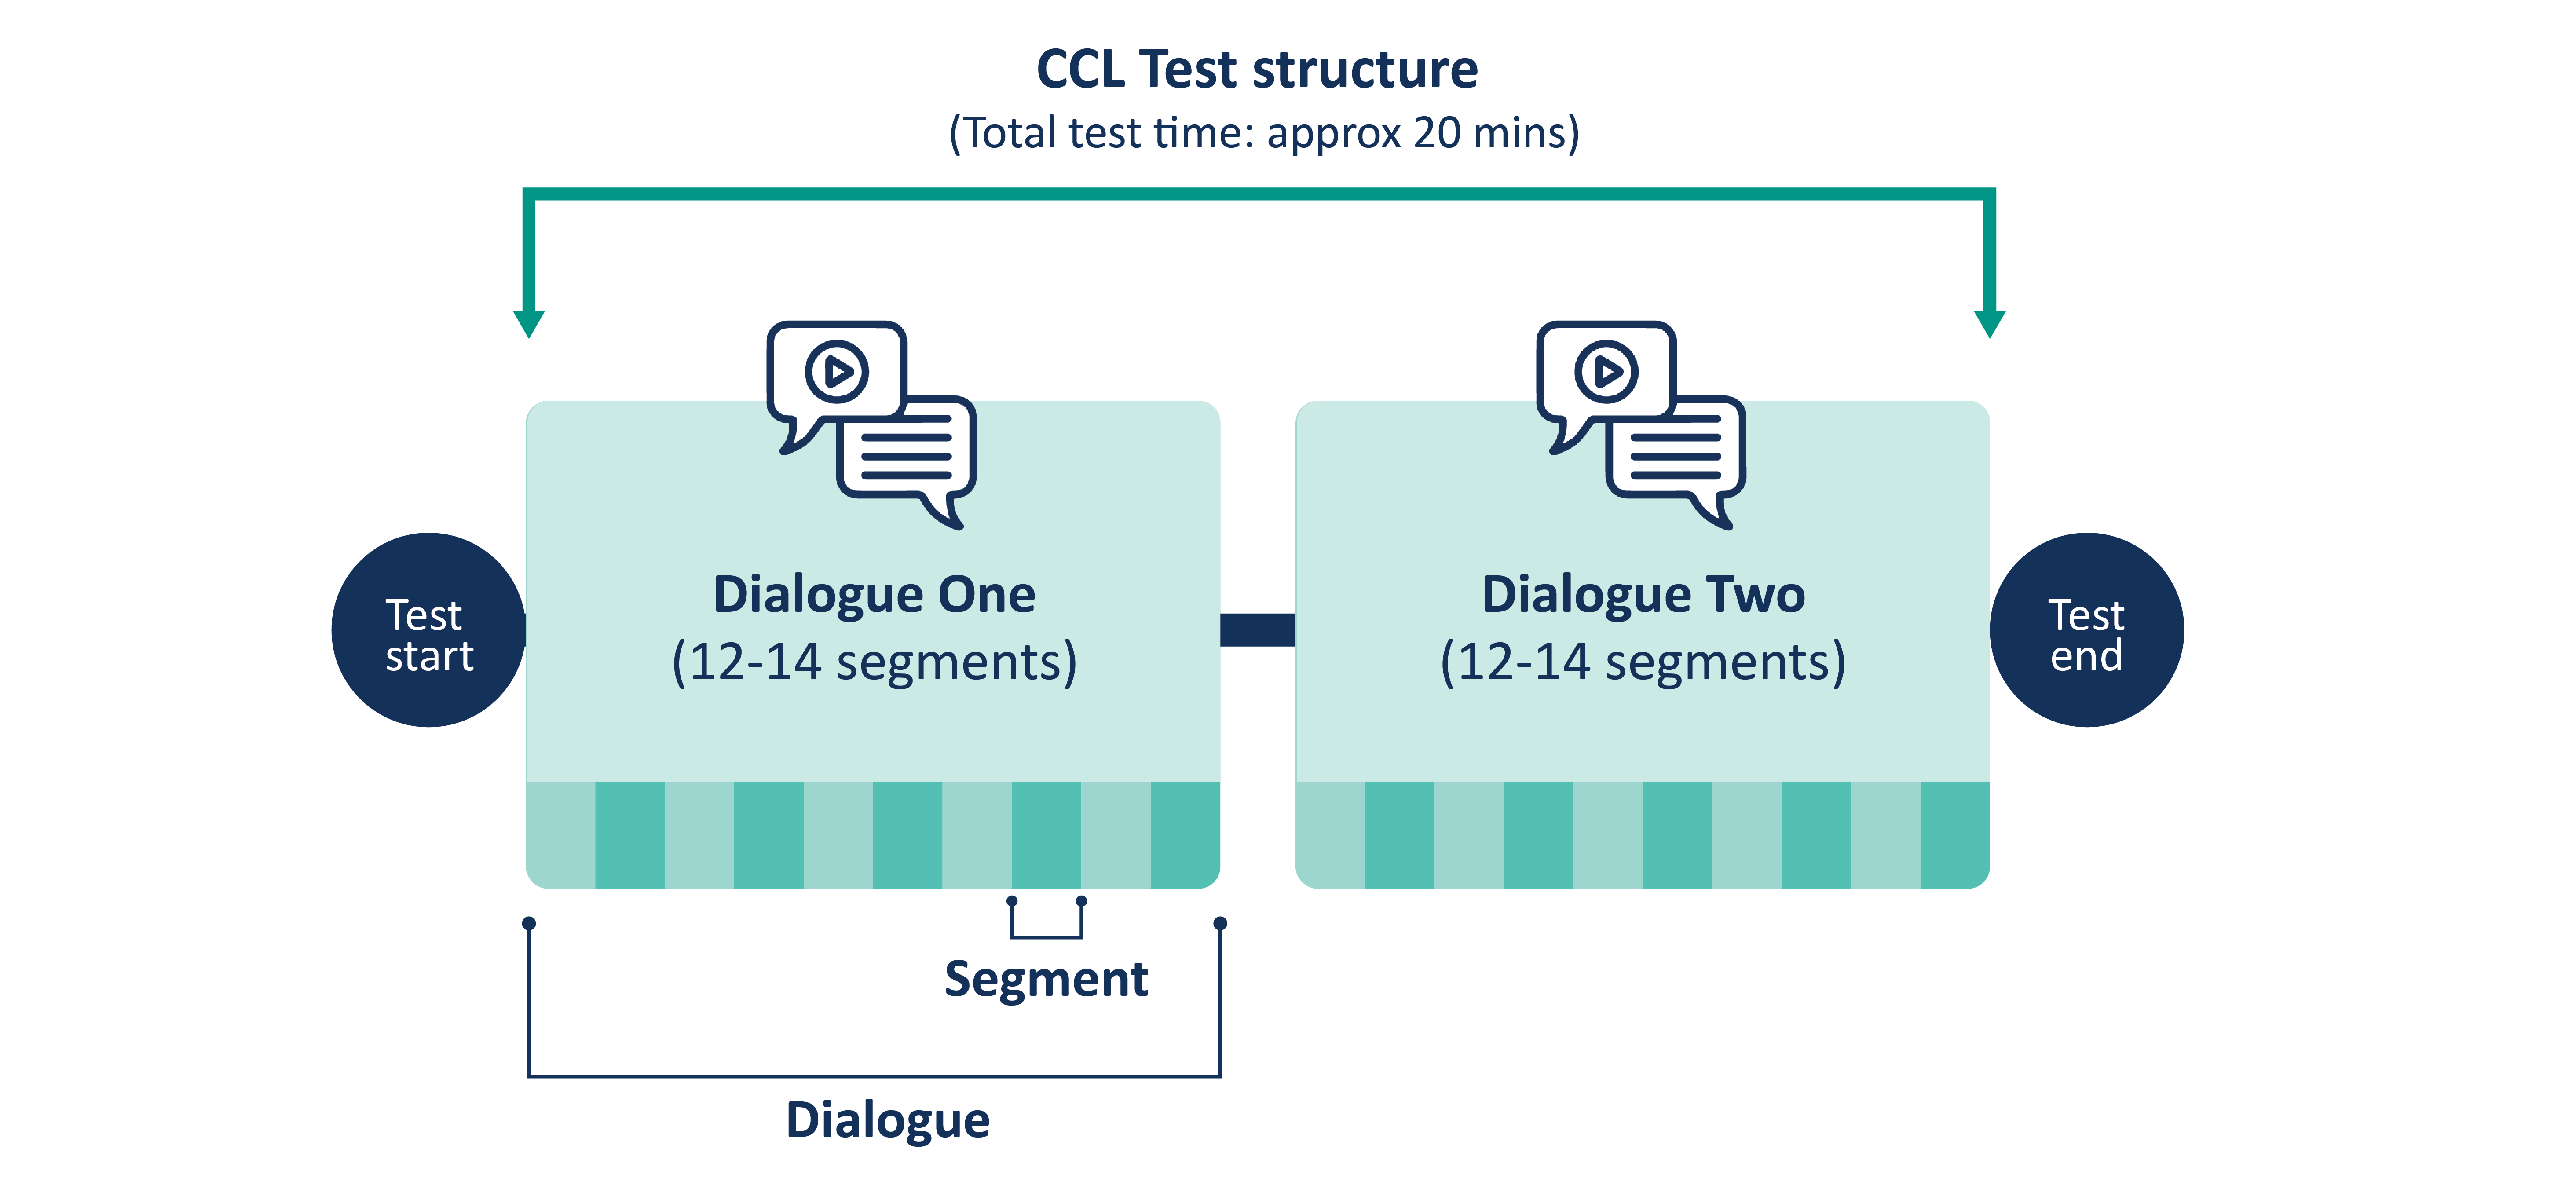 CCL Test structure
(Total test time: approx 20 mins)
Test
start
Dialogue One
(12-14 segments)
Dialogue Two
(12-14 segments)
Test
end
Segment
Dialogue